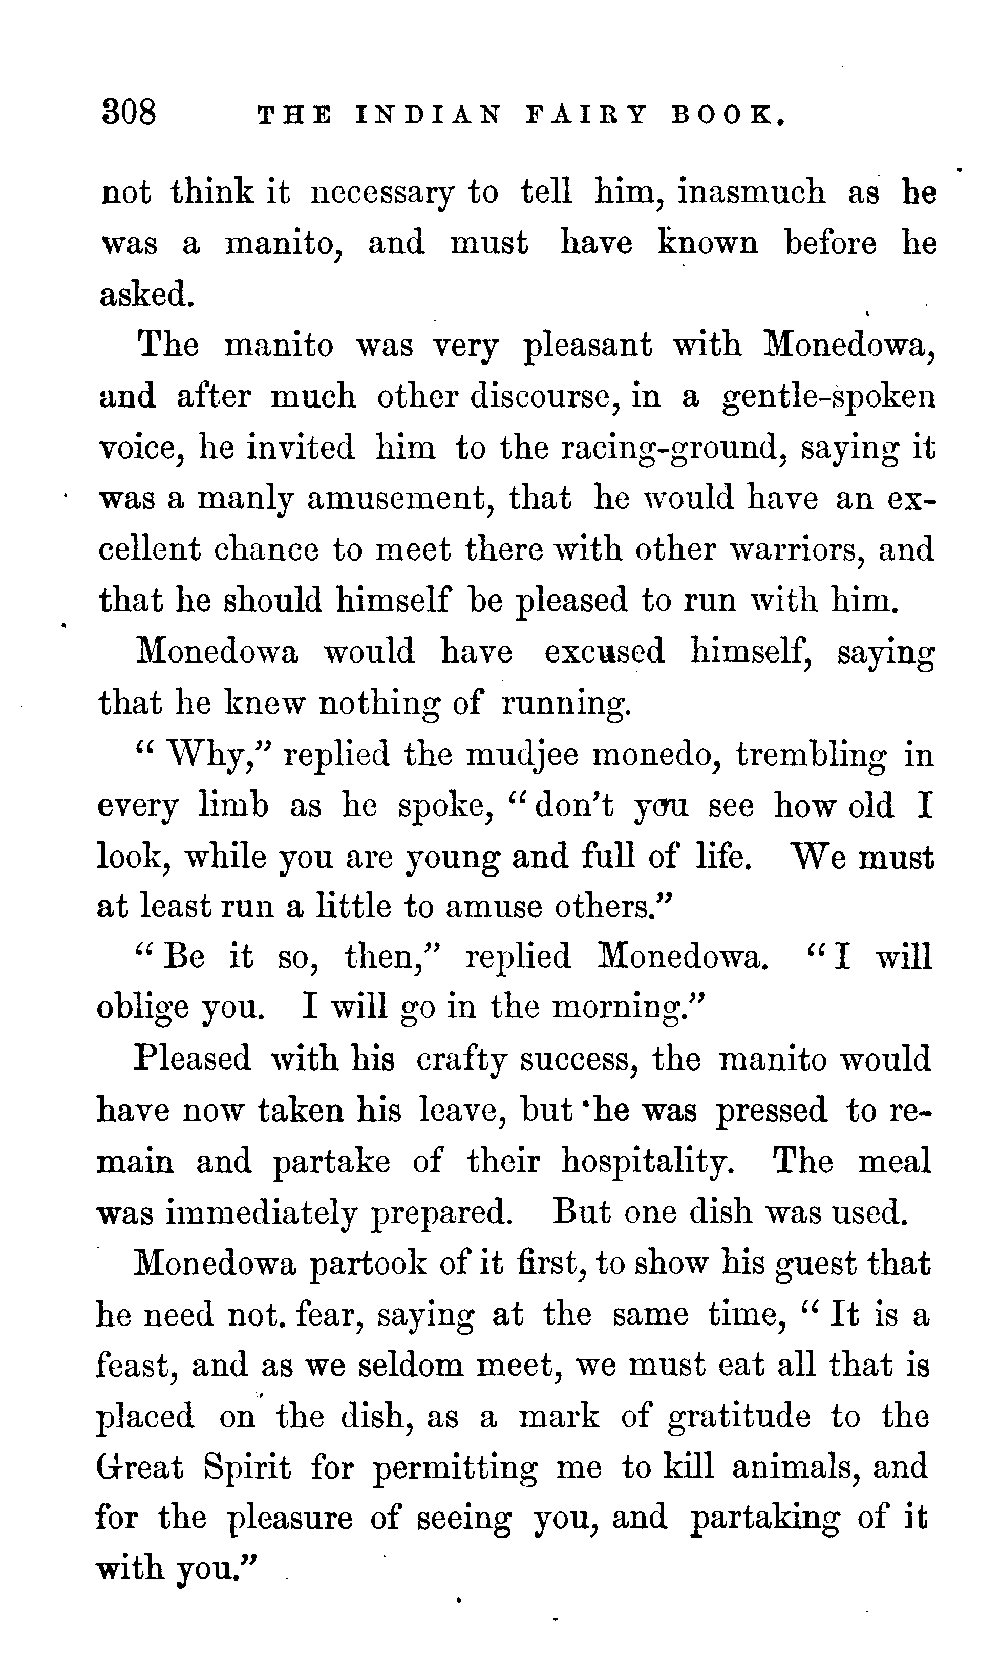 308 THE INDIAN FAIRY BOOK.
not think it necessary to tell him, inasmuch as he
was a manito, and must have known before he
asked.
The manito was very pleasant with Monedowa,
and after much other discourse, in a gentle-spoken
voice, he invited him to the racing-ground, saying it
was a manly amusement, that he would have an ex-
cellent chance to meet there with other warriors, and
that he should himself be pleased to run with him.
Monedowa would have excused himself, saying
that he knew nothing of running.
"Why," replied the mudjee monedo, trembling in
every limb as he spoke, "don't you see how old I
look, while you are young and full of life. We must
at least run a little to amuse others."
"Be it so, then," replied Monedowa. "I will
oblige you. I will go in the morning."
Pleased with his crafty success, the manito would
have now taken his leave, but he was pressed to re-
main and partake of their hospitality. The meal
was immediately prepared. But one dish was used.
Monedowa partook of it first, to show his guest that
he need not fear, saying at the same time, "It is a
feast, and as we seldom meet, we must eat all that is
placed on the dish, as a mark of gratitude to the
Great Spirit for permitting me to kill animals, and
for the pleasure of seeing you, and partaking of it
with you."